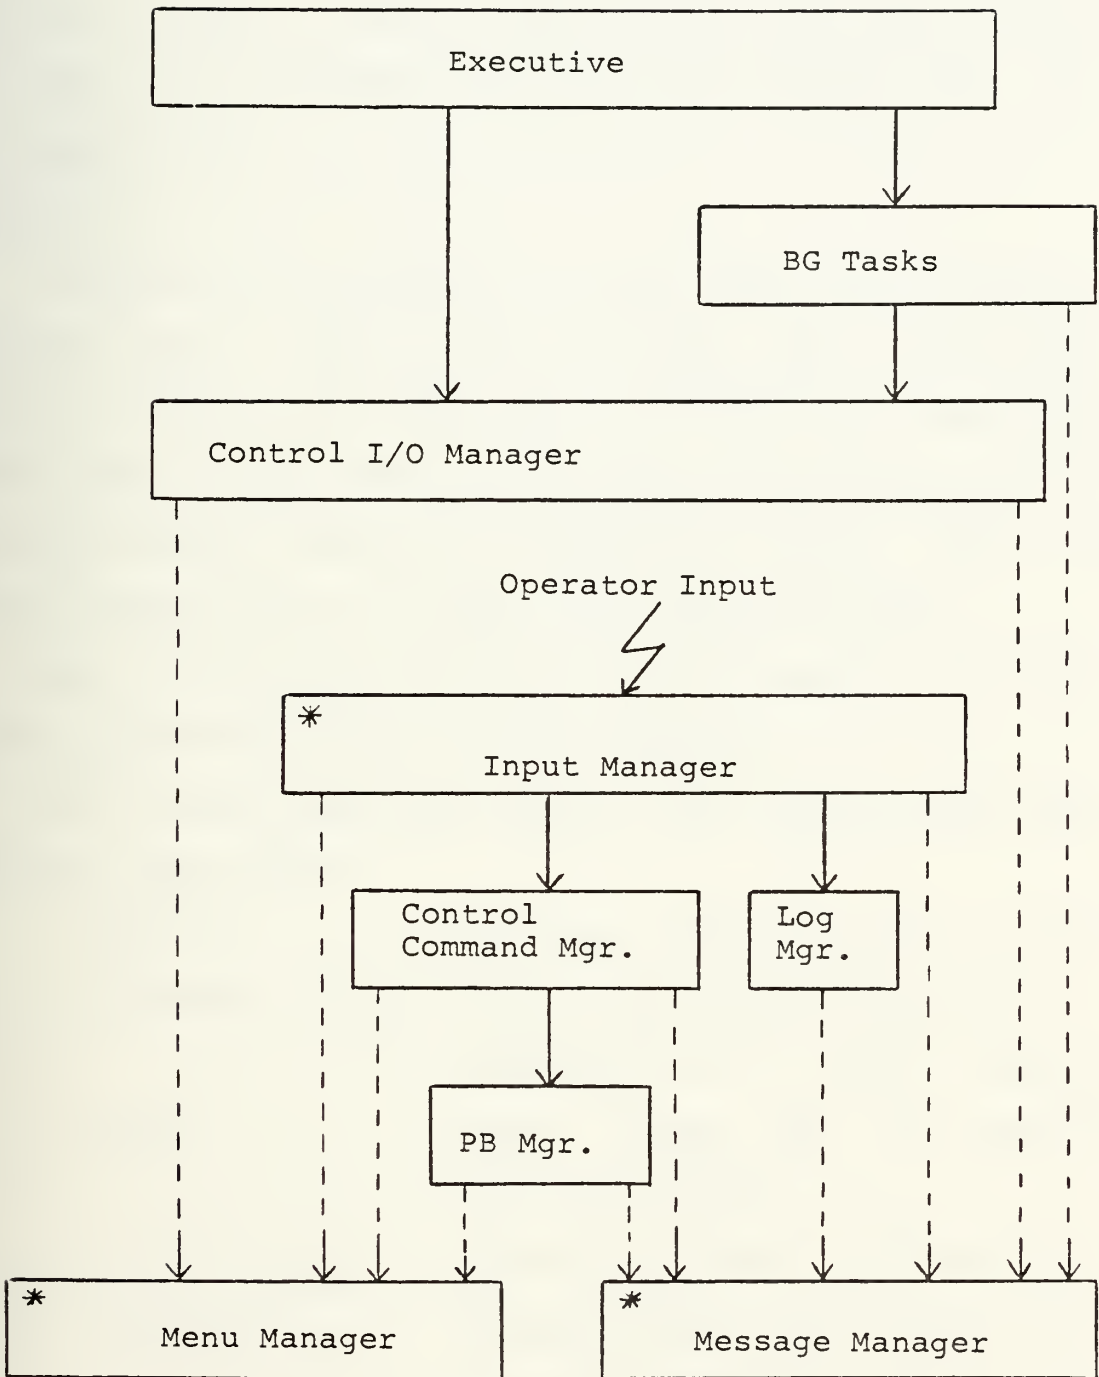 Executive
BG Tasks
Control I/O Manager
Operator Input
*
Input Manager
Control
Command Mgr.
Log
Mgr.
PB Mgr.
*
Menu Manager
*
Message Manager